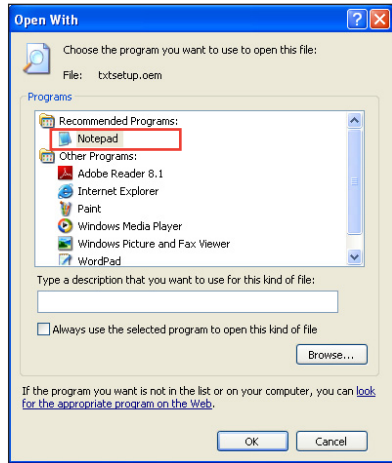 Open With
Choose the program you want to use to open this file:
File: txtsetup.oem
Programs
Recommended Programs:
Notepad
Other Programs:
Adobe Reader 8.1
Internet Explorer
Paint
Windows Media Player
Windows Picture and Fax Viewer
WordPad
Type a description that you want to use for this kind of file:
Always use the selected program to open this kind of file
Browse...
If the program you want is not in the list or on your computer, you can look
for the appropriate program on the Web.
OK Cancel